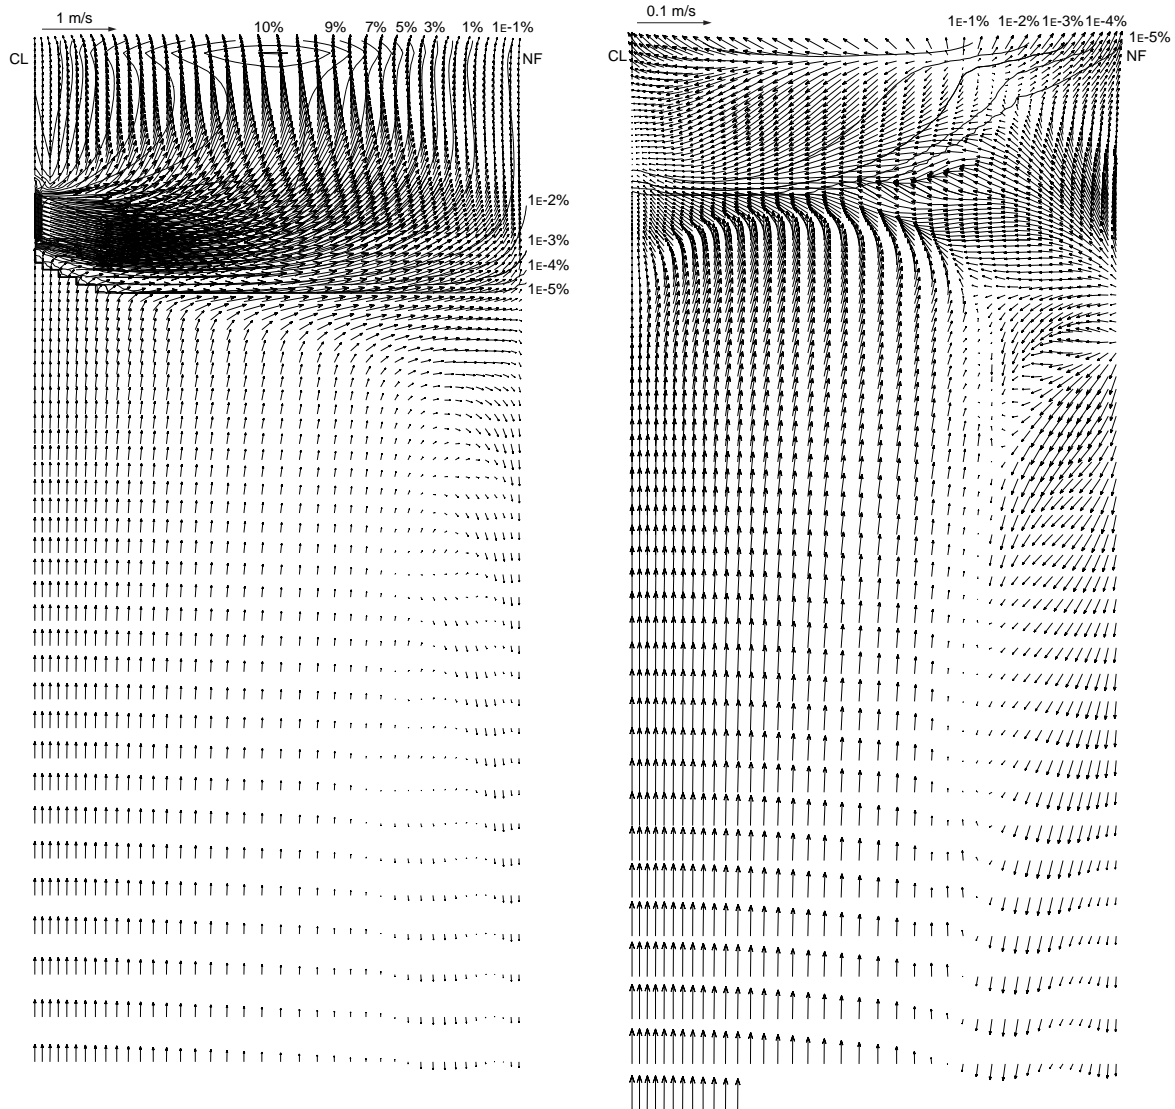 1 m/s
10% 9% 7% 5% 3% 1% 1E-1%
CL
NF
1E-2%
1E-3%
1E-4%
1E-5%
0.1 m/s
1E-1% 1E-2% 1E-3% 1E-4%
1E-5%
CL
NF